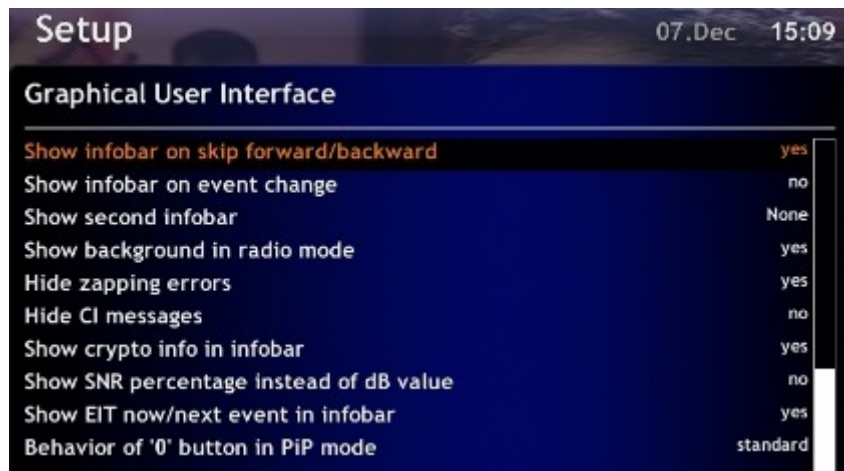 Setup 07.Dec 15:09
Graphical User Interface
Show infobar on skip forward/backward yes
Show infobar on event change no
Show second infobar None
Show background in radio mode yes
Hide zapping errors yes
Hide CI messages no
Show crypto info in infobar yes
Show SNR percentage instead of dB value no
Show EIT now/next event in infobar yes
Behavior of '0' button in PiP mode standard